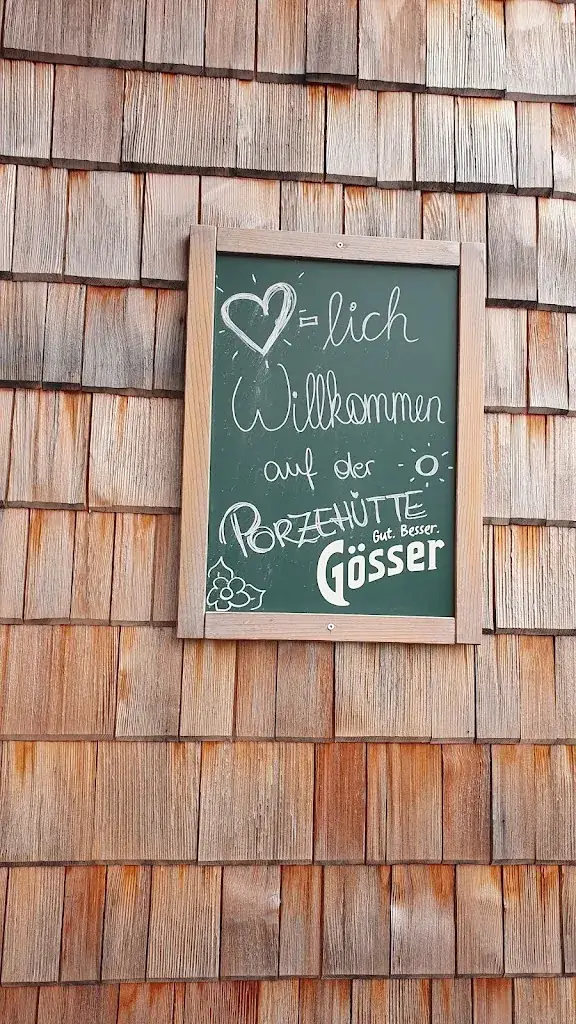 -lich
Willkommen
auf der
PORZEHÜTTE
Gut. Besser.
Gösser